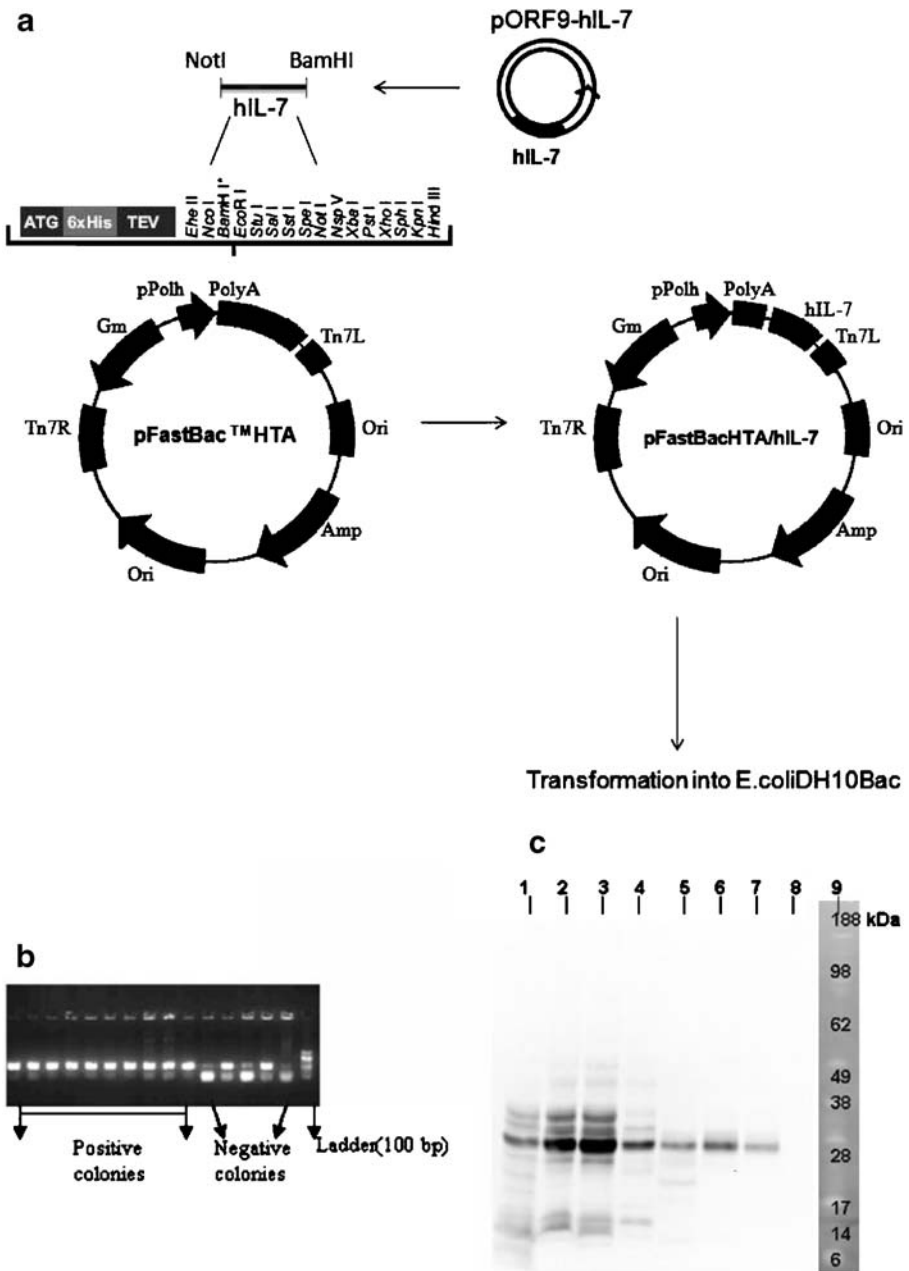 a
pORF9-hIL-7
NotI BamHI
hIL-7
hIL-7
ATG 6xHis TEV
Ehe II
Nco I
BamH I*
EcoR I
Stu I
Sal I
Sst I
Spe I
Not I
Nsp V
Xba I
Pst I
Xho I
Sph I
Kpn I
Hind III
pPolh PolyA
Gm
Tn7L
Tn7R
pFastBac™HTA
Ori
Amp
Ori
pPolh PolyA
hIL-7
Gm
Tn7L
Tn7R
pFastBacHTA/hIL-7
Ori
Amp
Ori
Transformation into E.coliDH10Bac
b
Positive
colonies
Negative
colonies
Ladder(100 bp)
c
1 2 3 4 5 6 7 8 9
188 kDa
98
62
49
38
28
17
14
6